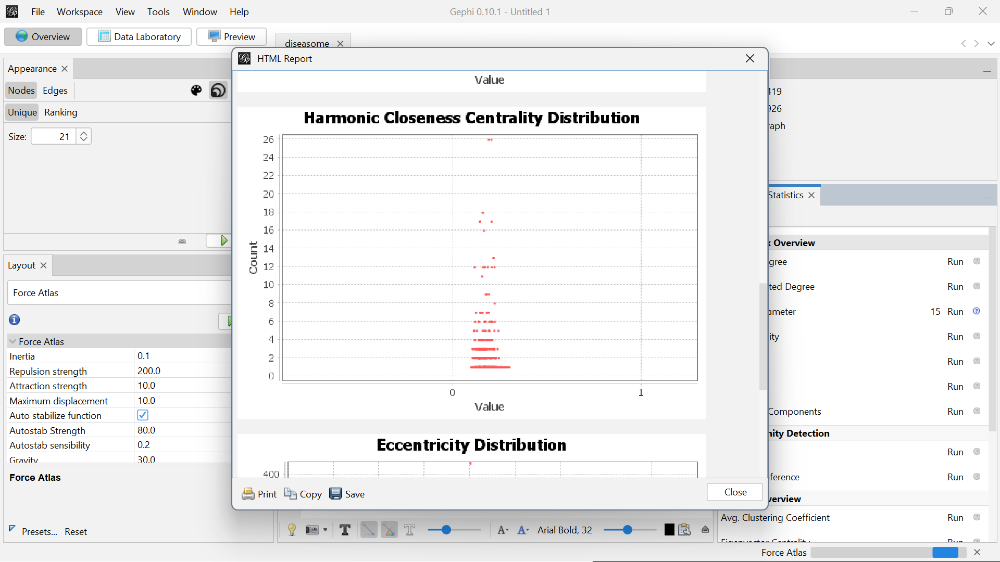 File Workspace View Tools Window Help
Gephi 0.10.1 - Untitled 1
Overview
Data Laboratory
Preview
diseasome
Appearance
Nodes Edges
Unique Ranking
Size: 21
Layout
Force Atlas
Force Atlas
Inertia 0.1
Repulsion strength 200.0
Attraction strength 10.0
Maximum displacement 10.0
Auto stabilize function
Autostab Strength 80.0
Autostab sensibility 0.2
Gravity 30.0
Force Atlas
Presets... Reset
HTML Report
Value
Harmonic Closeness Centrality Distribution
26
24
22
20
18
16
14
12
10
8
6
4
2
0
Count
0 1
Value
Eccentricity Distribution
400
Print Copy Save
Close
419
926
raph
Statistics
Overview
gree Run
ted Degree Run
ameter 15 Run
ity Run
Run
Run
Components Run
nity Detection
Run
ference Run
verview
Avg. Clustering Coefficient Run
Eigenvector Centrality Run
Arial Bold, 32
Force Atlas